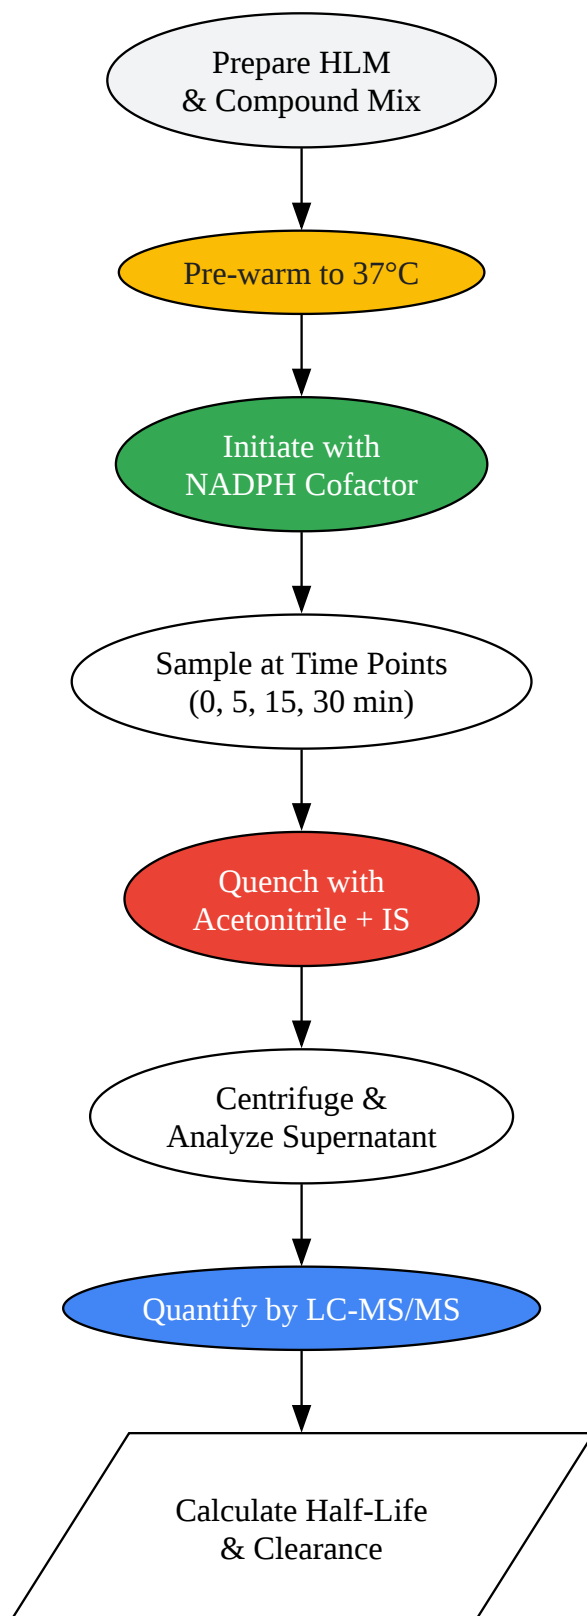 Prepare HLM
& Compound Mix
Pre-warm to 37°C
Initiate with
NADPH Cofactor
Sample at Time Points
(0, 5, 15, 30 min)
Quench with
Acetonitrile + IS
Centrifuge &
Analyze Supernatant
Quantify by LC-MS/MS
Calculate Half-Life
& Clearance